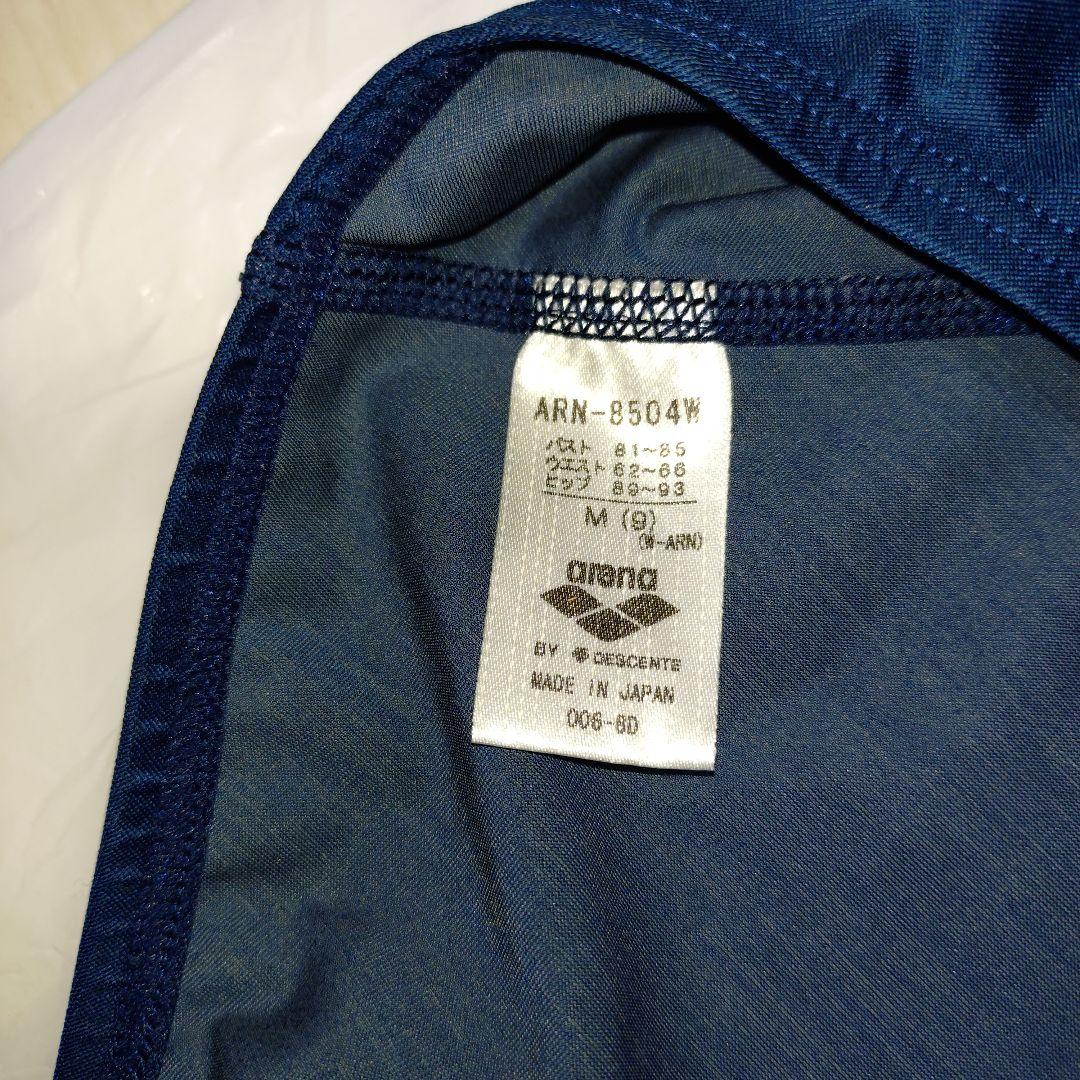 ARN-8504W
バスト 81~85
ウエスト 62~66
ヒップ 89~93
M (9)
(W-ARN)
arena
BY DESCENTE
MADE IN JAPAN
006-6D